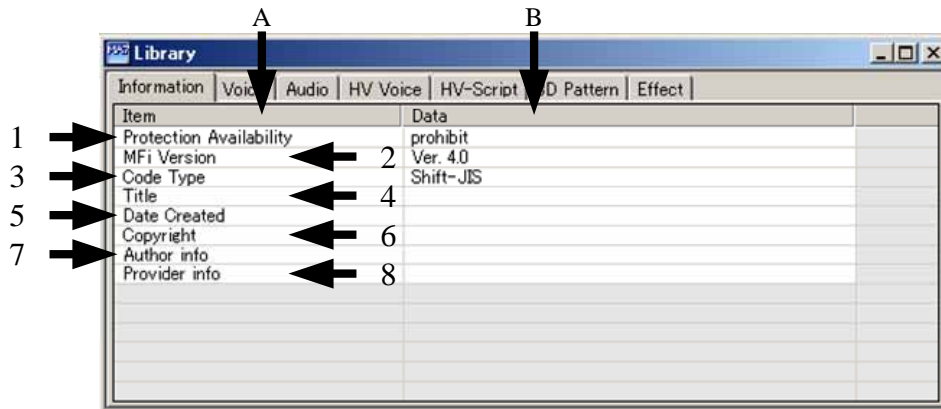 A B
Library
Information Voic Audio HV Voice HV-Script D Pattern Effect
Item Data
1 Protection Availability prohibit
MFi Version 2 Ver. 4.0
3 Code Type Shift-JIS
Title 4
5 Date Created
Copyright 6
7 Author info
Provider info 8